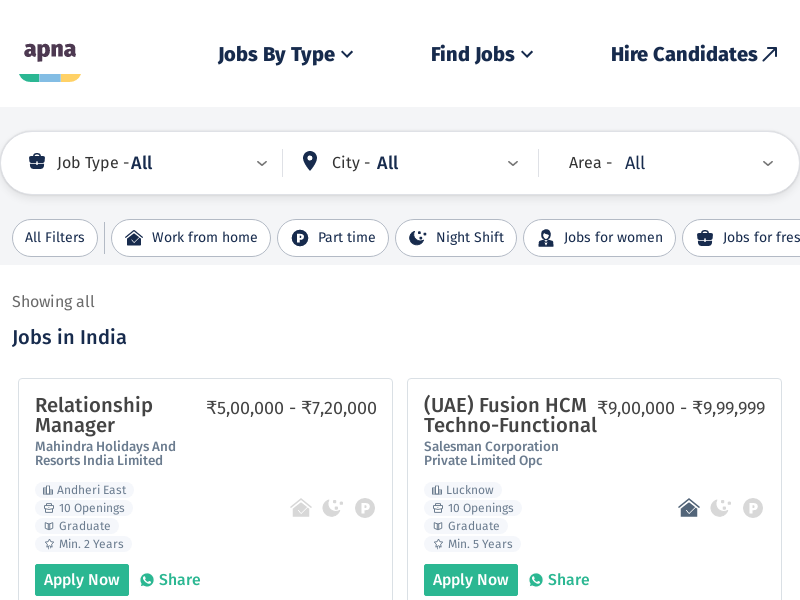 apna
Jobs By Type
Find Jobs
Hire Candidates
Job Type - All
City - All
Area - All
All Filters
Work from home
Part time
Night Shift
Jobs for women
Jobs for fres
Showing all
Jobs in India
Relationship
Manager
₹5,00,000 - ₹7,20,000
Mahindra Holidays And
Resorts India Limited
Andheri East
10 Openings
Graduate
Min. 2 Years
Apply Now
Share
(UAE) Fusion HCM
Techno-Functional
₹9,00,000 - ₹9,99,999
Salesman Corporation
Private Limited Opc
Lucknow
10 Openings
Graduate
Min. 5 Years
Apply Now
Share